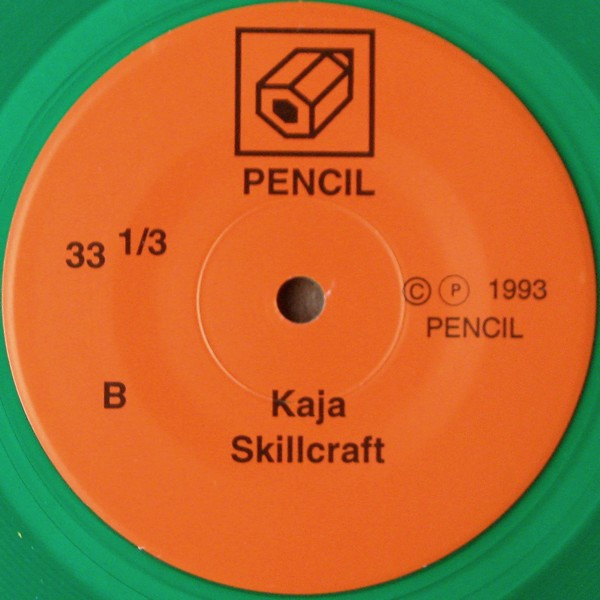 PENCIL
33 1/3
© ℗ 1993
PENCIL
B
Kaja
Skillcraft